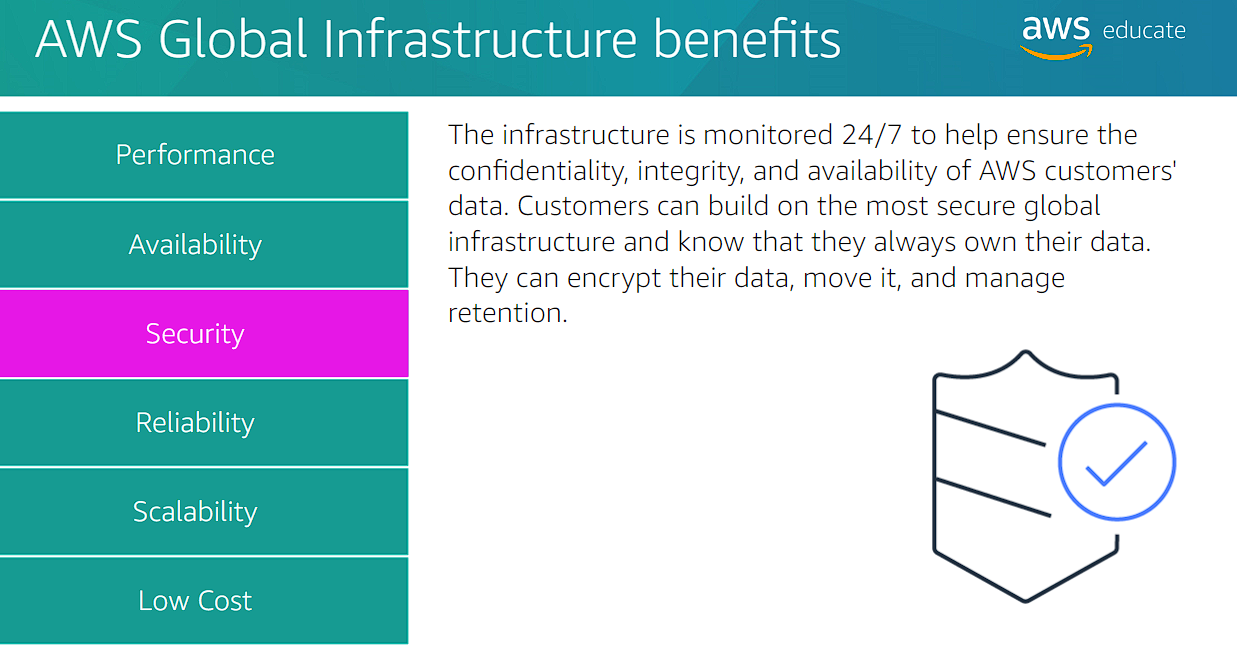 AWS Global Infrastructure benefits
aws educate
Performance
Availability
Security
Reliability
Scalability
Low Cost
The infrastructure is monitored 24/7 to help ensure the
confidentiality, integrity, and availability of AWS customers'
data. Customers can build on the most secure global
infrastructure and know that they always own their data.
They can encrypt their data, move it, and manage
retention.